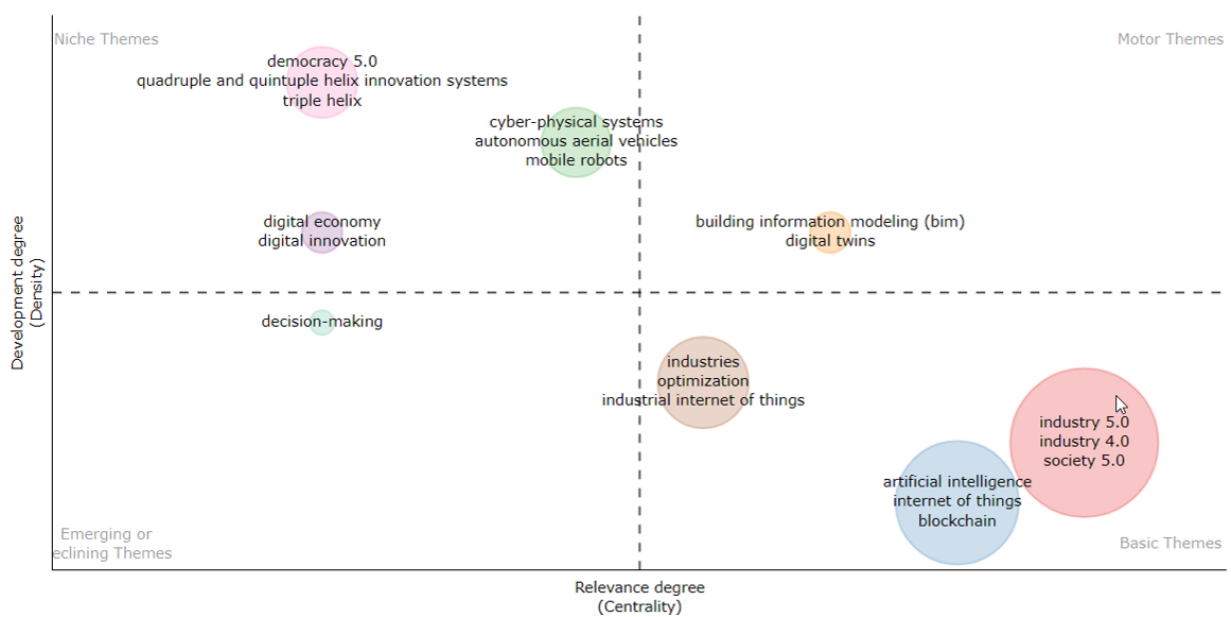 Niche Themes
Motor Themes
democracy 5.0
quadruple and quintuple helix innovation systems
triple helix
cyber-physical systems
autonomous aerial vehicles
mobile robots
digital economy
digital innovation
building information modeling (bim)
digital twins
Development degree
(Density)
decision-making
industries
optimization
industrial internet of things
industry 5.0
industry 4.0
society 5.0
artificial intelligence
internet of things
blockchain
Emerging or
eclining Themes
Basic Themes
Relevance degree
(Centrality)